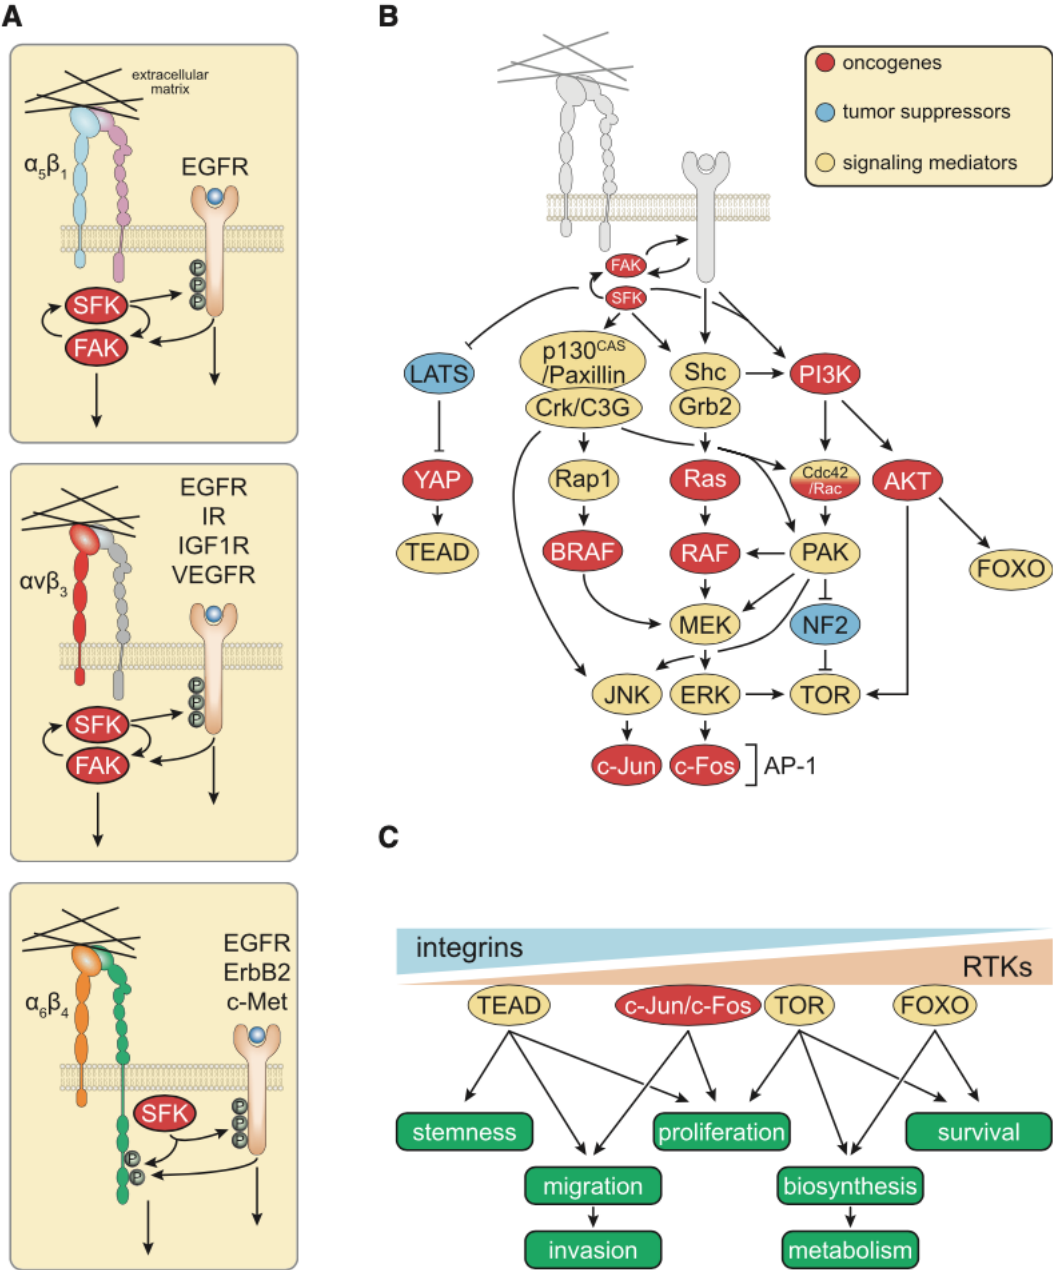 A
extracellular
matrix
α5β1
EGFR
P
P
P
SFK
FAK
EGFR
IR
IGF1R
VEGFR
αvβ3
P
P
P
SFK
FAK
EGFR
ErbB2
c-Met
α6β4
SFK
P
P
P
P
P
B
oncogenes
tumor suppressors
signaling mediators
FAK
SFK
LATS
p130CAS
/Paxillin
Crk/C3G
Shc
Grb2
PI3K
YAP
Rap1
Ras
Cdc42
/Rac
AKT
TEAD
BRAF
RAF
PAK
FOXO
MEK
NF2
JNK
ERK
TOR
c-Jun
c-Fos
AP-1
C
integrins
RTKs
TEAD
c-Jun/c-Fos
TOR
FOXO
stemness
proliferation
survival
migration
biosynthesis
invasion
metabolism